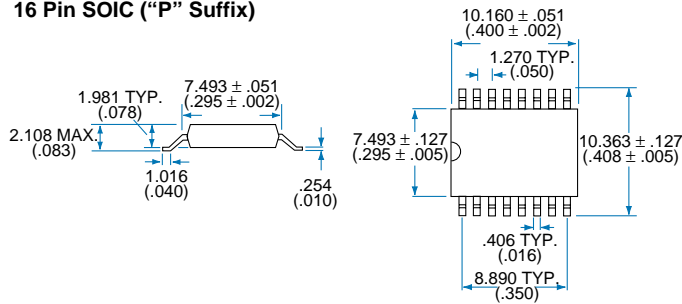 16 Pin SOIC (“P” Suffix)
10.160 ± .051
(.400 ± .002)
1.270 TYP.
(.050)
1.981 TYP.
(.078)
7.493 ± .051
(.295 ± .002)
2.108 MAX.
(.083)
7.493 ± .127
(.295 ± .005)
10.363 ± .127
(.408 ± .005)
1.016
(.040)
.254
(.010)
.406 TYP.
(.016)
8.890 TYP.
(.350)